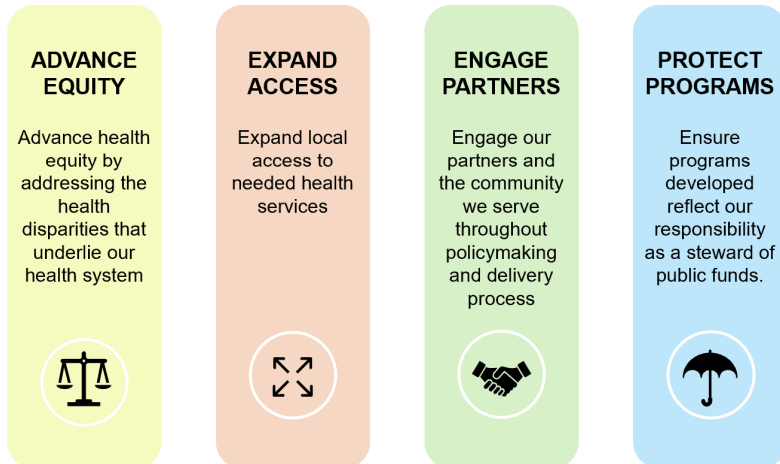 ADVANCE
EQUITY
Advance health
equity by
addressing the
health
disparities that
underlie our
health system
EXPAND
ACCESS
Expand local
access to
needed health
services
ENGAGE
PARTNERS
Engage our
partners and
the community
we serve
throughout
policymaking
and delivery
process
PROTECT
PROGRAMS
Ensure
programs
developed
reflect our
responsibility
as a steward of
public funds.